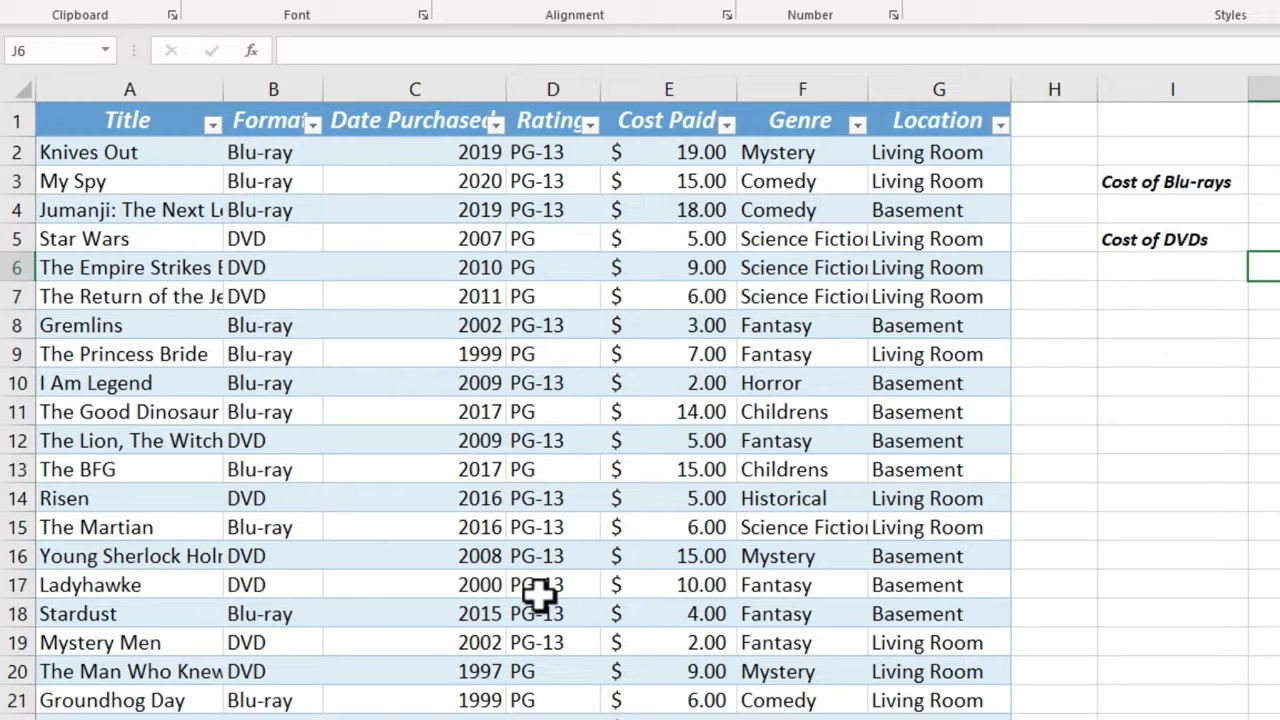 Clipboard Font Alignment Number Styles
J6 fx
A B C D E F G H I
1 Title Format Date Purchased Rating Cost Paid Genre Location
2 Knives Out Blu-ray 2019 PG-13 $ 19.00 Mystery Living Room
3 My Spy Blu-ray 2020 PG-13 $ 15.00 Comedy Living Room Cost of Blu-rays
4 Jumanji: The Next Le Blu-ray 2019 PG-13 $ 18.00 Comedy Basement
5 Star Wars DVD 2007 PG $ 5.00 Science Fiction Living Room Cost of DVDs
6 The Empire Strikes B DVD 2010 PG $ 9.00 Science Fiction Living Room
7 The Return of the Je DVD 2011 PG $ 6.00 Science Fiction Living Room
8 Gremlins Blu-ray 2002 PG-13 $ 3.00 Fantasy Basement
9 The Princess Bride Blu-ray 1999 PG $ 7.00 Fantasy Living Room
10 I Am Legend Blu-ray 2009 PG-13 $ 2.00 Horror Basement
11 The Good Dinosaur Blu-ray 2017 PG $ 14.00 Childrens Basement
12 The Lion, The Witch DVD 2009 PG-13 $ 5.00 Fantasy Basement
13 The BFG Blu-ray 2017 PG $ 15.00 Childrens Basement
14 Risen DVD 2016 PG-13 $ 5.00 Historical Living Room
15 The Martian Blu-ray 2016 PG-13 $ 6.00 Science Fiction Living Room
16 Young Sherlock Holm DVD 2008 PG-13 $ 15.00 Mystery Basement
17 Ladyhawke DVD 2000 PG-13 $ 10.00 Fantasy Basement
18 Stardust Blu-ray 2015 PG-13 $ 4.00 Fantasy Basement
19 Mystery Men DVD 2002 PG-13 $ 2.00 Fantasy Living Room
20 The Man Who Knew DVD 1997 PG $ 9.00 Mystery Living Room
21 Groundhog Day Blu-ray 1999 PG $ 6.00 Comedy Living Room